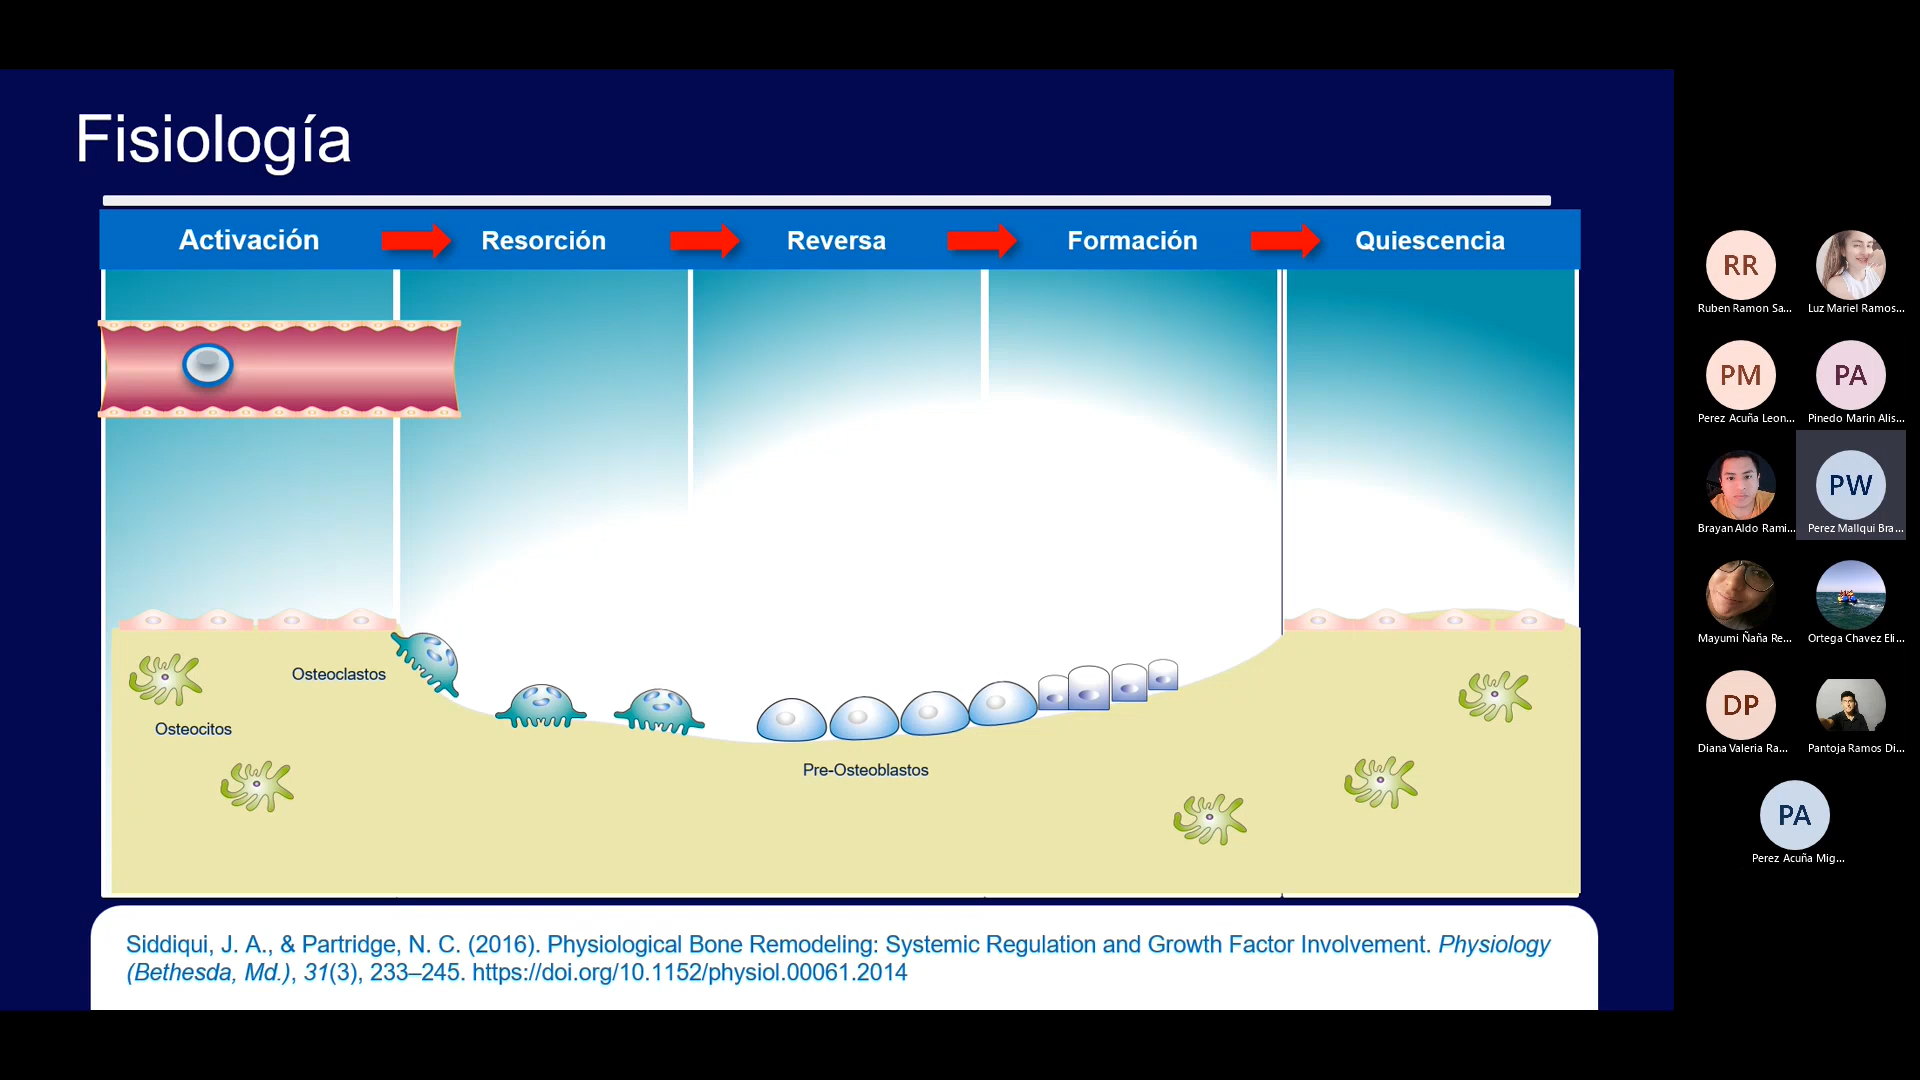 Fisiología
Activación
Resorción
Reversa
Formación
Quiescencia
Osteoclastos
Osteocitos
Pre-Osteoblastos
Siddiqui, J. A., & Partridge, N. C. (2016). Physiological Bone Remodeling: Systemic Regulation and Growth Factor Involvement. Physiology
(Bethesda, Md.), 31(3), 233–245. https://doi.org/10.1152/physiol.00061.2014
RR
Ruben Ramon Sa...
Luz Mariel Ramos...
PM
Perez Acuña Leon...
PA
Pinedo Marin Alis...
Brayan Aldo Rami...
PW
Perez Mallqui Bra...
Mayumi Ñaña Re...
Ortega Chavez Eli...
DP
Diana Valeria Ra...
Pantoja Ramos Di...
PA
Perez Acuña Mig...